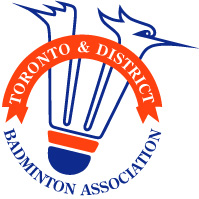 TORONTO & DISTRICT
BADMINTON ASSOCIATION